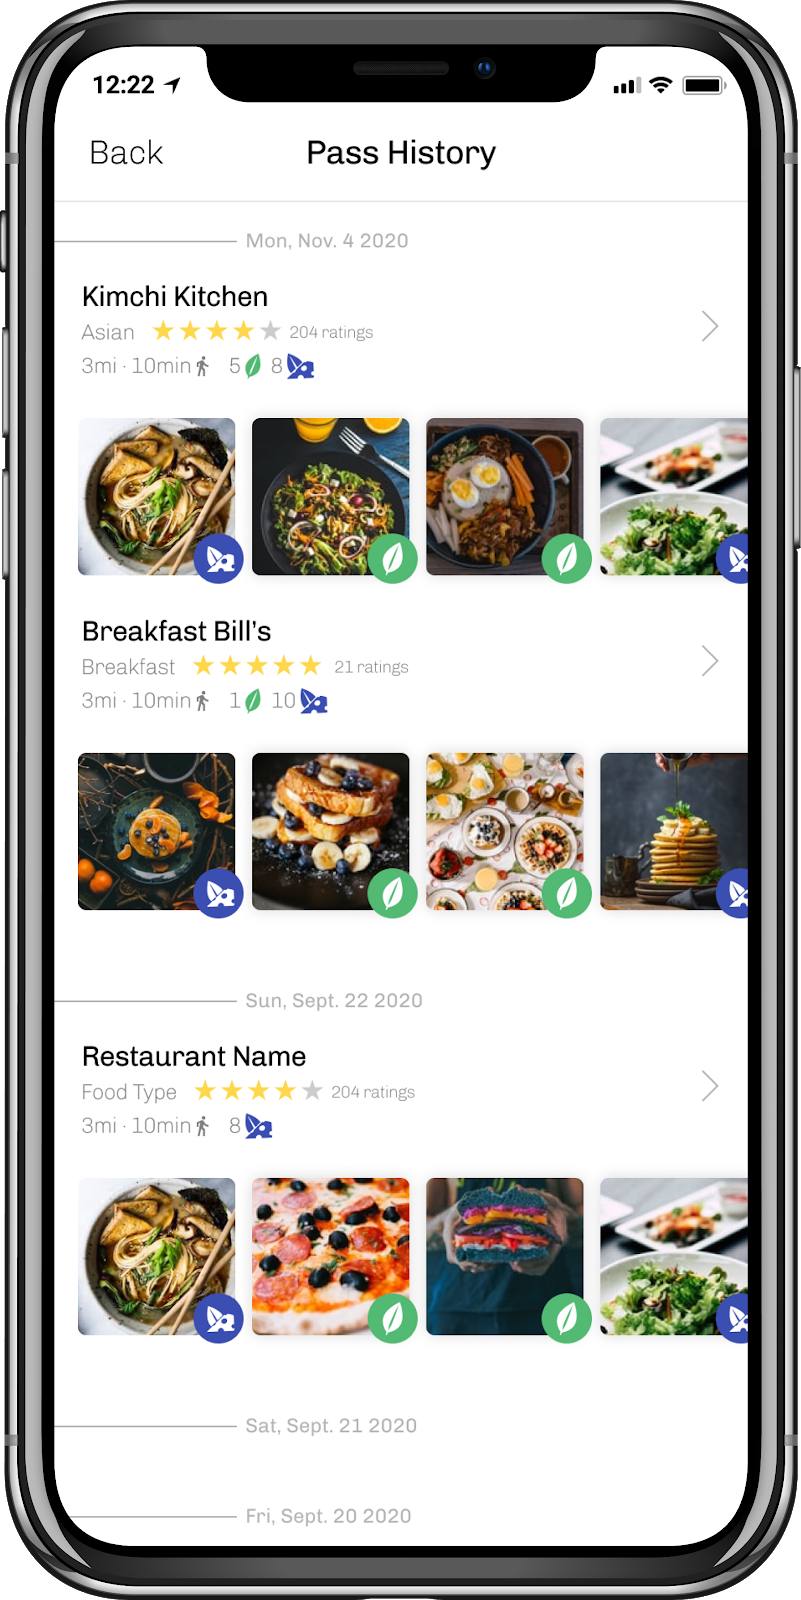 12:22
Back Pass History
Mon, Nov. 4 2020
Kimchi Kitchen
Asian 204 ratings
3mi · 10min 5 8
Breakfast Bill's
Breakfast 21 ratings
3mi · 10min 1 10
Sun, Sept. 22 2020
Restaurant Name
Food Type 204 ratings
3mi · 10min 8
Sat, Sept. 21 2020
Fri, Sept. 20 2020